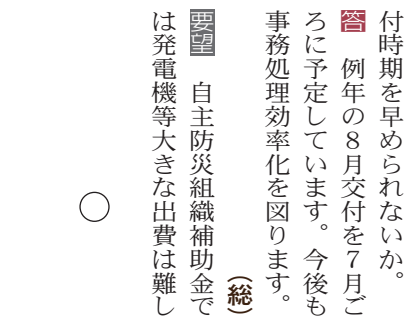 付時期を早められないか。
答 例年の８月交付を７月ご
ろに予定しています。今後も
事務処理効率化を図ります。
（総）
要望 自主防災組織補助金で
は発電機等大きな出費は難し
○